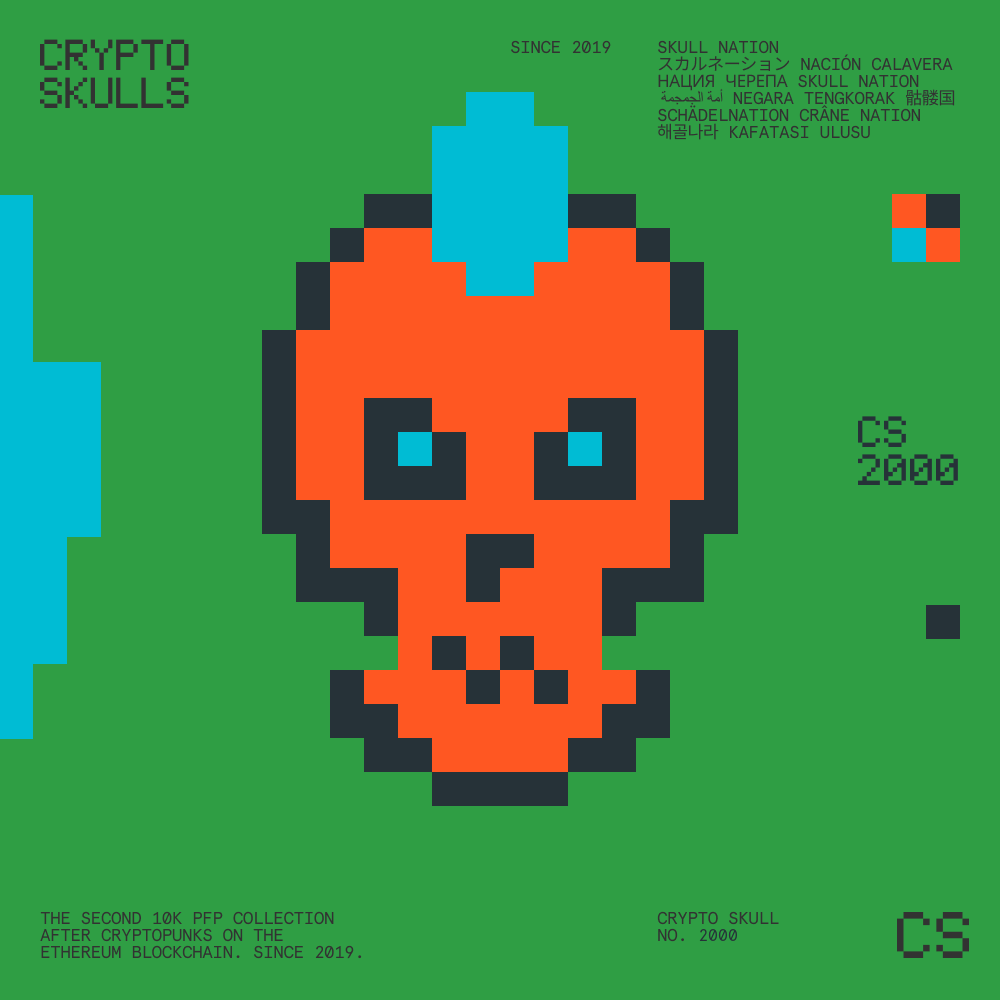 CRYPTO
SKULLS
SINCE 2019
SKULL NATION
スカルネーション NACIÓN CALAVERA
НАЦИЯ ЧЕРЕПА SKULL NATION
أمة الجمجمة NEGARA TENGKORAK 骷髅国
SCHÄDELNATION CRÂNE NATION
해골나라 KAFATASI ULUSU
CS
2000
THE SECOND 10K PFP COLLECTION
AFTER CRYPTOPUNKS ON THE
ETHEREUM BLOCKCHAIN. SINCE 2019.
CRYPTO SKULL
NO. 2000
CS